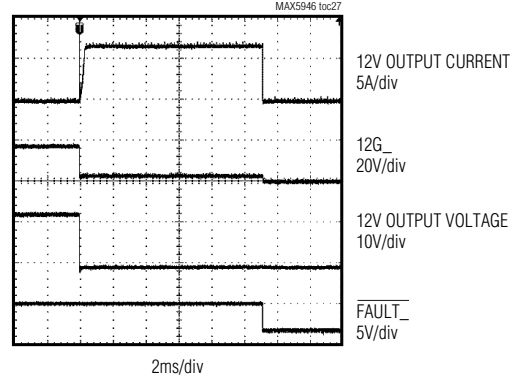 MAX5946 toc27
12V OUTPUT CURRENT
5A/div
12G_
20V/div
12V OUTPUT VOLTAGE
10V/div
FAULT_
5V/div
2ms/div